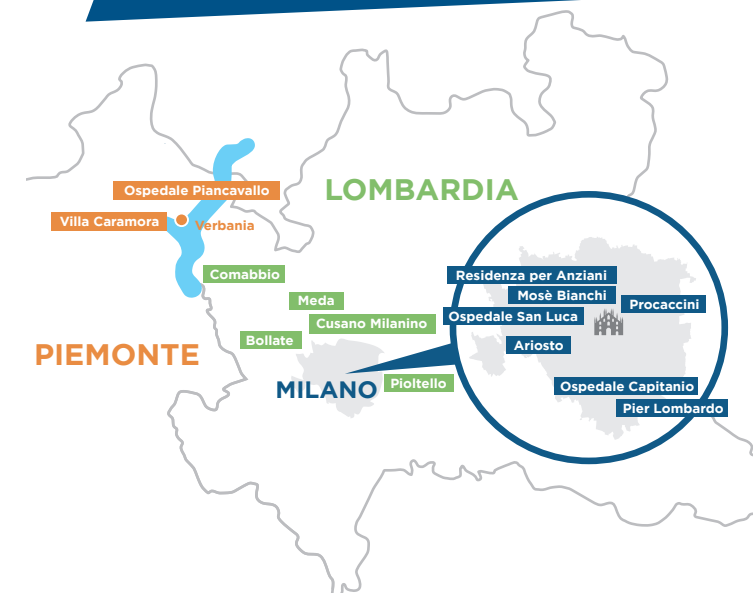 LOMBARDIA
Ospedale Piancavallo
Villa Caramora
Verbania
Comabbio
Meda
Cusano Milanino
Bollate
PIEMONTE
MILANO
Pioltello
Residenza per Anziani
Mosè Bianchi
Procaccini
Ospedale San Luca
Ariosto
Ospedale Capitanio
Pier Lombardo